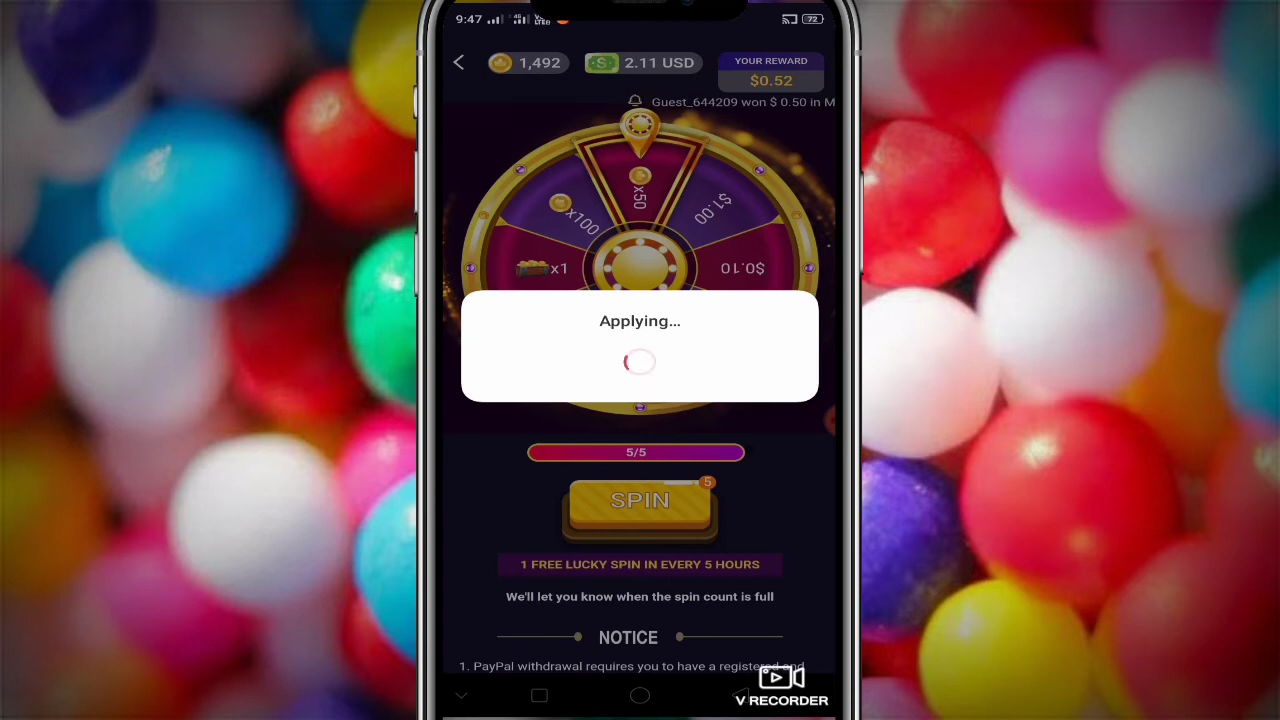 9:47
72
1,492
2.11 USD
YOUR REWARD
$0.52
Guest_644209 won $ 0.50 in M
x50
x100
$1.00
x1
$0.10
Applying...
5/5
5
SPIN
1 FREE LUCKY SPIN IN EVERY 5 HOURS
We'll let you know when the spin count is full
NOTICE
1. PayPal withdrawal requires you to have a registered and
V RECORDER